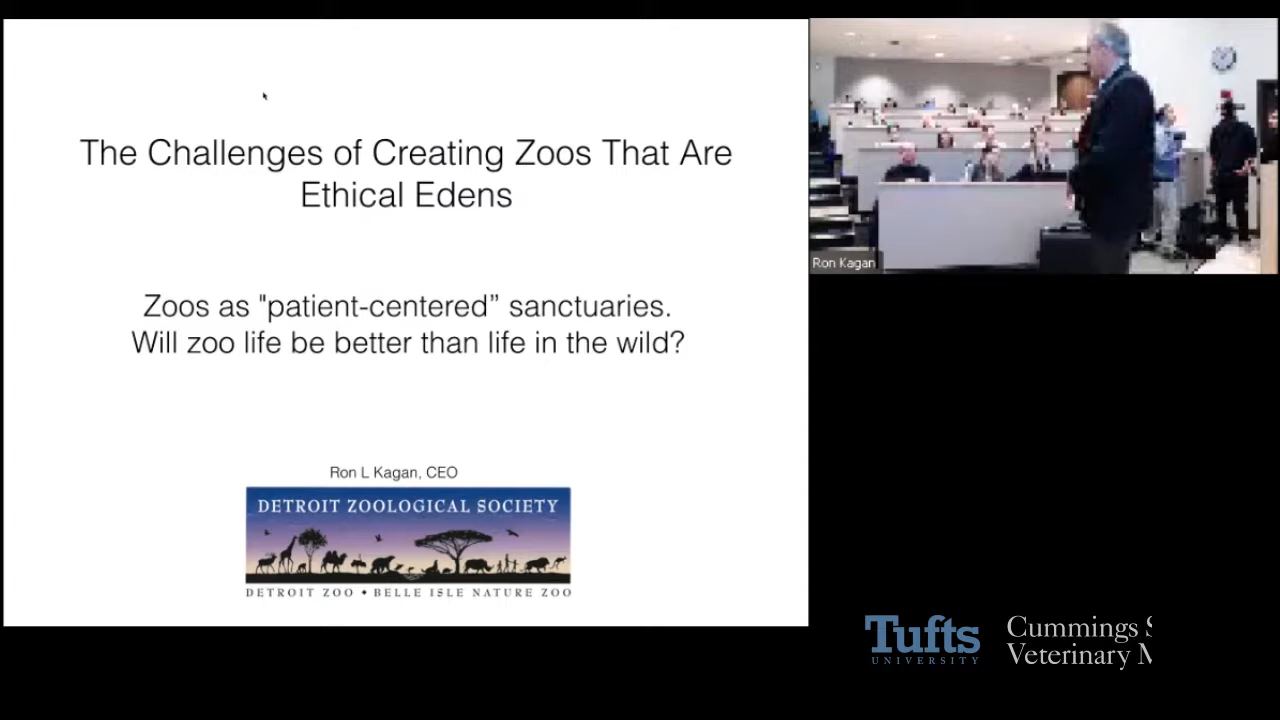 The Challenges of Creating Zoos That Are
Ethical Edens
Zoos as "patient-centered” sanctuaries.
Will zoo life be better than life in the wild?
Ron L Kagan, CEO
DETROIT ZOOLOGICAL SOCIETY
DETROIT ZOO • BELLE ISLE NATURE ZOO
Ron Kagan
Tufts
UNIVERSITY
Cummings S
Veterinary M